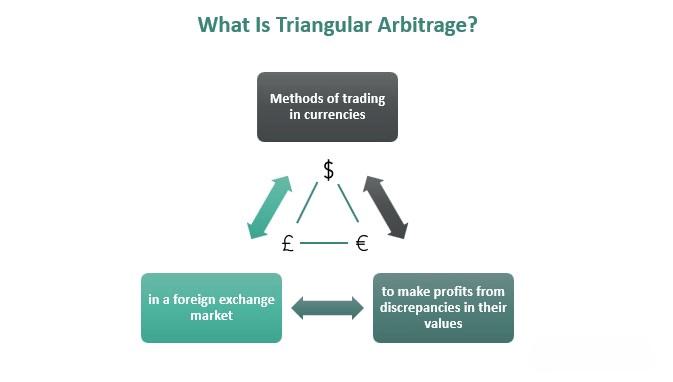 What Is Triangular Arbitrage?
Methods of trading
in currencies
$
£
€
in a foreign exchange
market
to make profits from
discrepancies in their
values